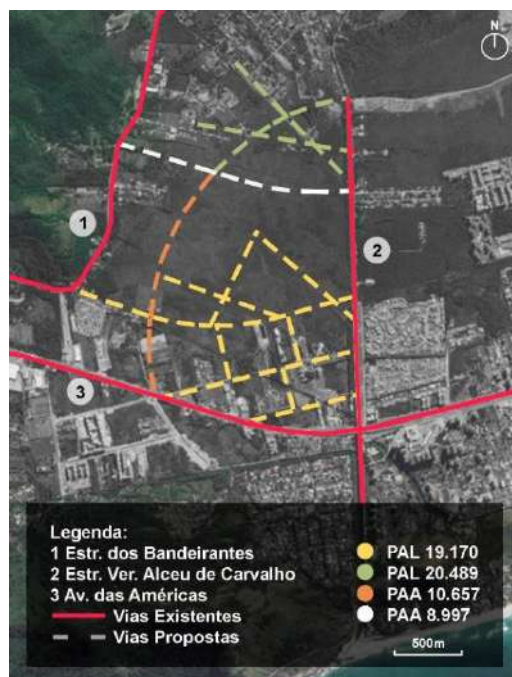 N
1
2
3
Legenda:
1 Estr. dos Bandeirantes
2 Estr. Ver. Alceu de Carvalho
3 Av. das Américas
Vias Existentes
Vias Propostas
PAL 19.170
PAL 20.489
PAA 10.657
PAA 8.997
500m